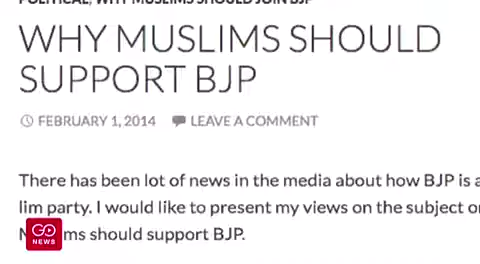 POLITICAL, WHY MUSLIMS SHOULD JOIN BJP
WHY MUSLIMS SHOULD
SUPPORT BJP
FEBRUARY 1, 2014 LEAVE A COMMENT
There has been lot of news in the media about how BJP is a
lim party. I would like to present my views on the subject
ms should support BJP.
GO
NEWS